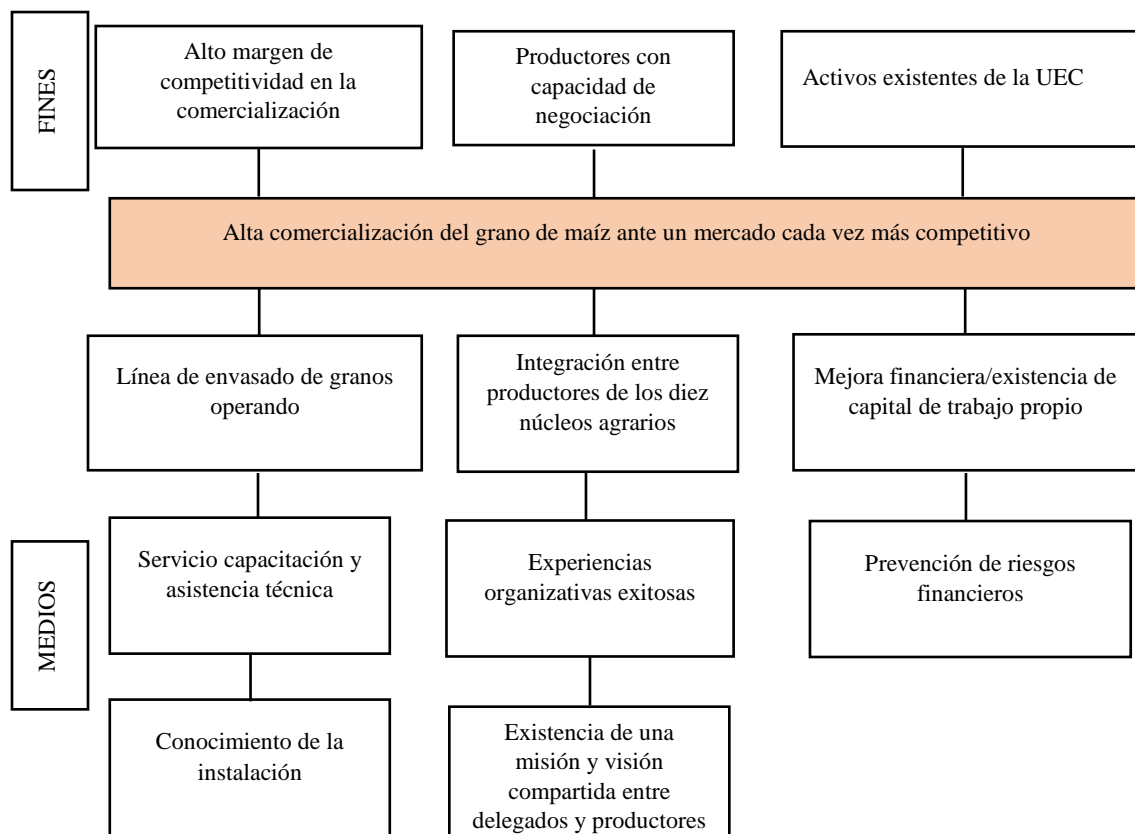 FINES
Alto margen de
competitividad en la
comercialización
Productores con
capacidad de
negociación
Activos existentes de la UEC
Alta comercialización del grano de maíz ante un mercado cada vez más competitivo
Línea de envasado de granos
operando
Integración entre
productores de los diez
núcleos agrarios
Mejora financiera/existencia de
capital de trabajo propio
MEDIOS
Servicio capacitación y
asistencia técnica
Experiencias
organizativas exitosas
Prevención de riesgos
financieros
Conocimiento de la
instalación
Existencia de una
misión y visión
compartida entre
delegados y productores